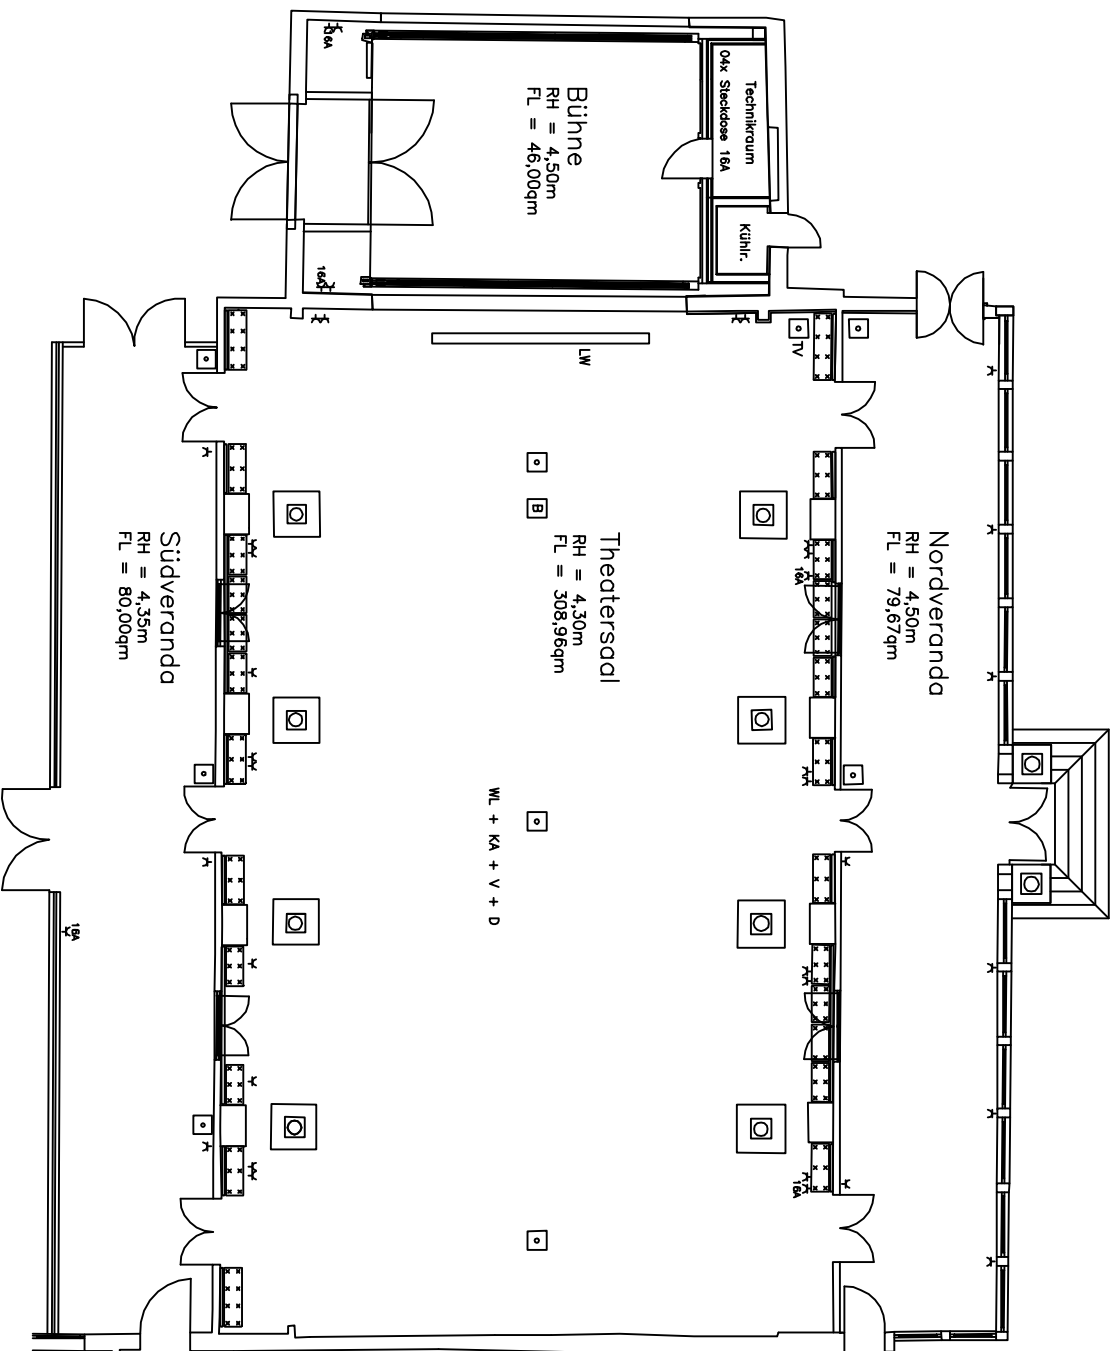 16A
Technikraum
04x Steckdose 16A
Bühne
RH = 4,50m
FL = 46,00qm
Kühlr.
16A
LW
TV
B
Nordveranda
RH = 4,50m
FL = 79,67qm
Theatersaal
RH = 4,30m
FL = 308,96qm
Südveranda
RH = 4,35m
FL = 80,00qm
16A
WL + KA + V + D
16A
16A